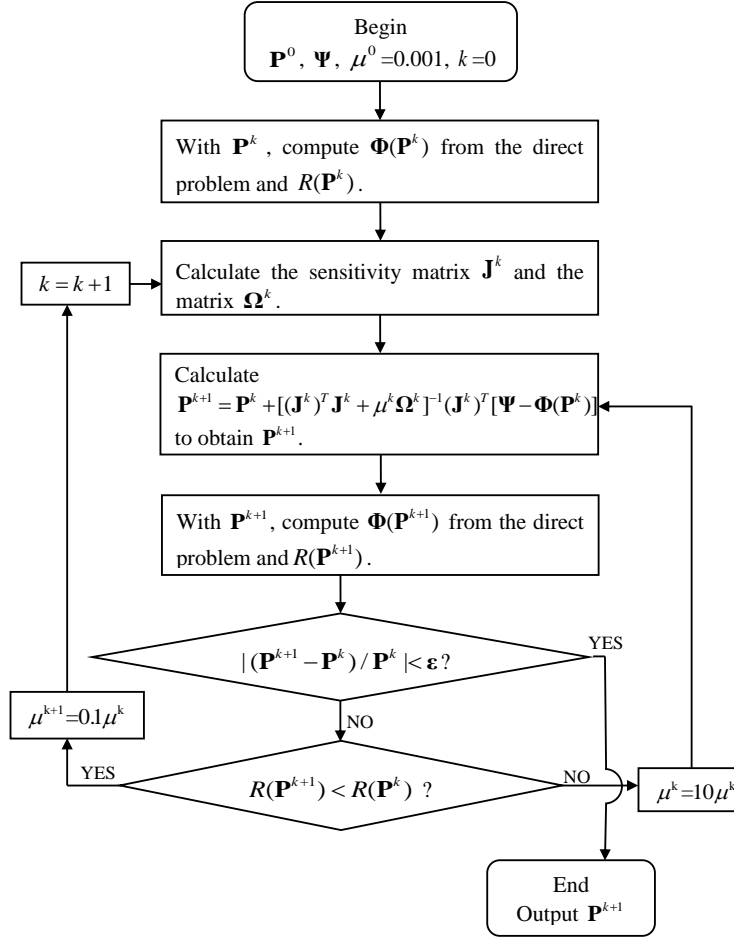 Begin
𝐏⁰, 𝚿, μ⁰=0.001, k=0
With 𝐏ᵏ , compute 𝚽(𝐏ᵏ) from the direct
problem and R(𝐏ᵏ).
k = k+1
Calculate the sensitivity matrix 𝐉ᵏ and the
matrix 𝛀ᵏ.
Calculate
𝐏ᵏ⁺¹ = 𝐏ᵏ +[(𝐉ᵏ)ᵀ 𝐉ᵏ + μᵏ𝛀ᵏ]⁻¹(𝐉ᵏ)ᵀ[𝚿−𝚽(𝐏ᵏ)]
to obtain 𝐏ᵏ⁺¹.
With 𝐏ᵏ⁺¹, compute 𝚽(𝐏ᵏ⁺¹) from the direct
problem and R(𝐏ᵏ⁺¹).
|(𝐏ᵏ⁺¹ −𝐏ᵏ)/ 𝐏ᵏ |< 𝛆?
YES
NO
μᵏ⁺¹=0.1μᵏ
YES
R(𝐏ᵏ⁺¹) < R(𝐏ᵏ) ?
NO
μᵏ=10μᵏ
End
Output 𝐏ᵏ⁺¹